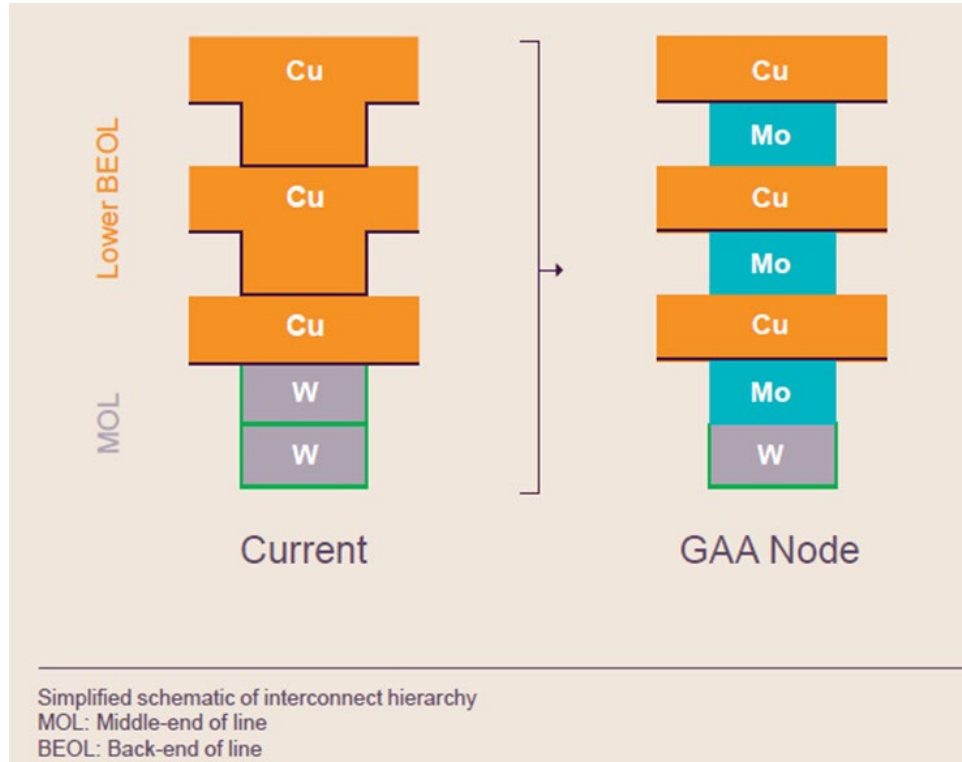 Cu
Cu
Mo
Lower BEOL
Cu
Cu
Mo
Cu
Cu
MOL
W
Mo
W
W
Current
GAA Node
Simplified schematic of interconnect hierarchy
MOL: Middle-end of line
BEOL: Back-end of line